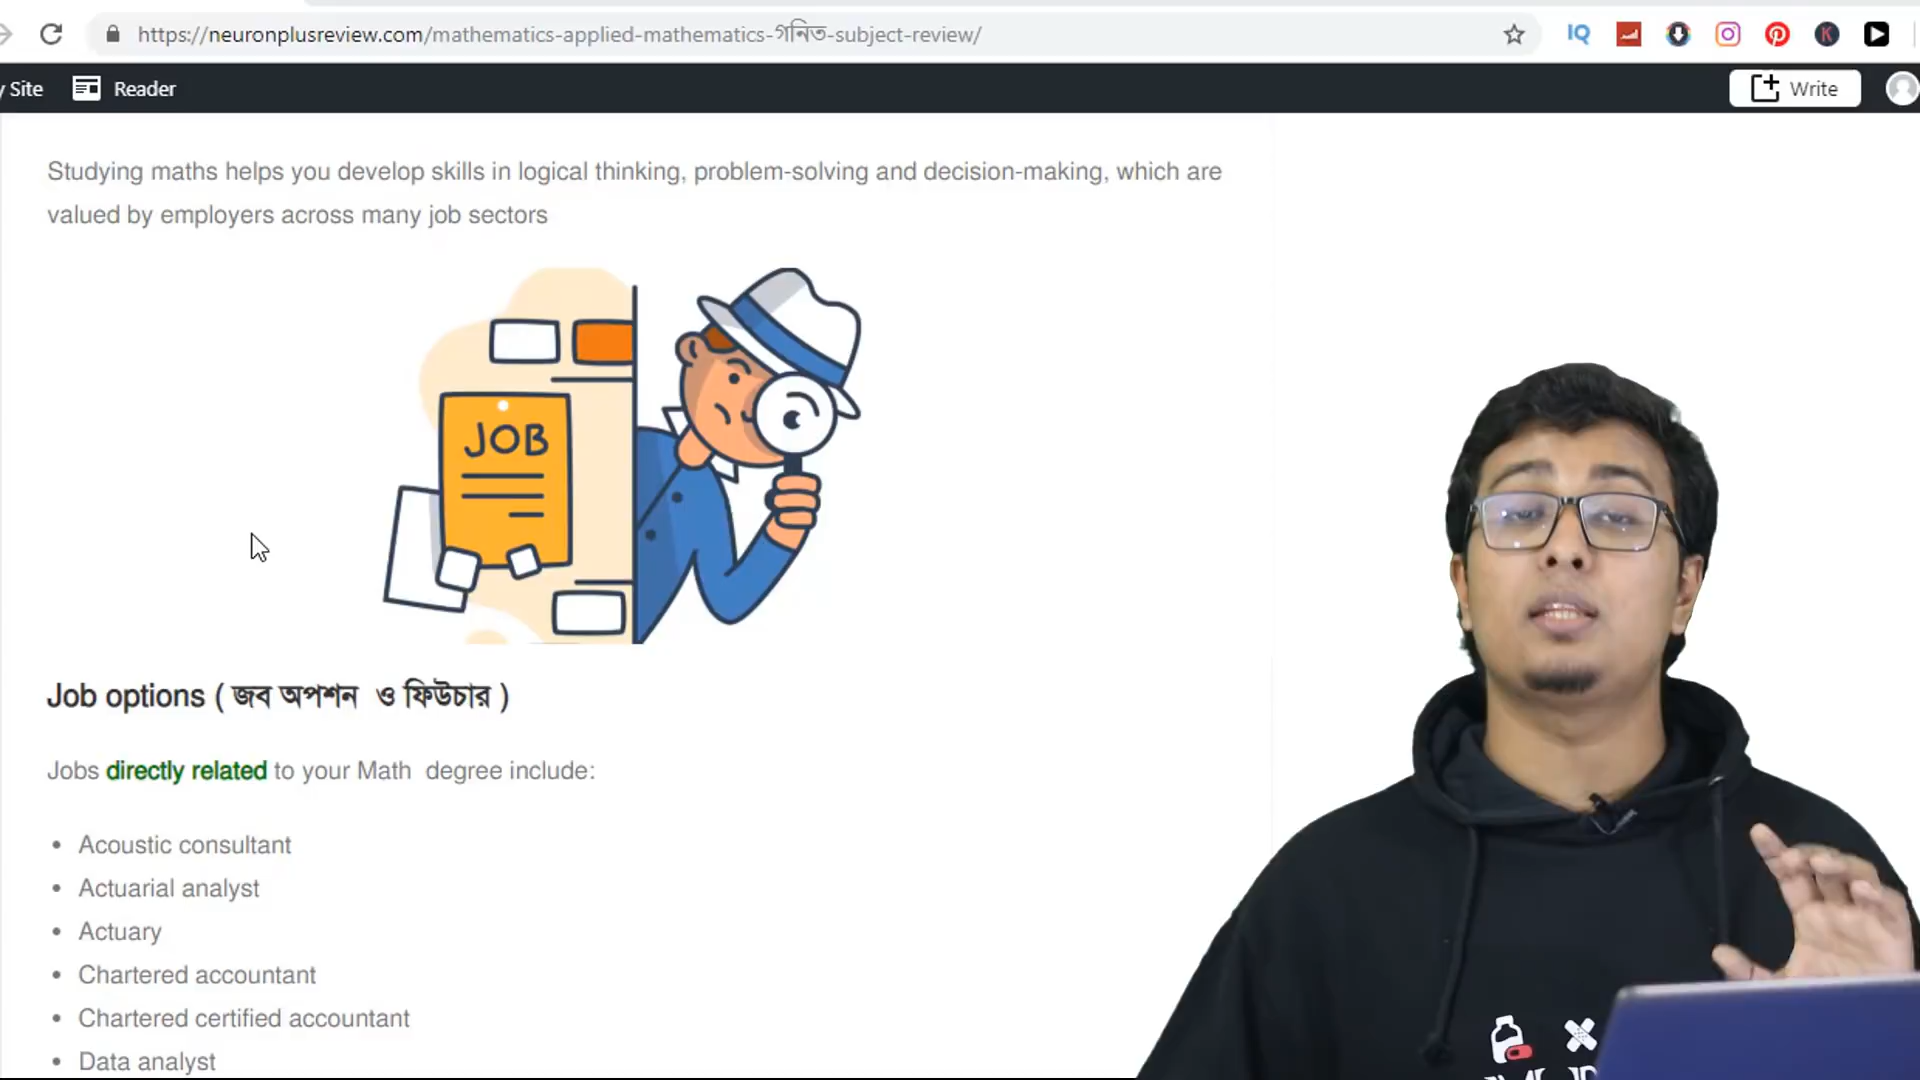 https://neuronplusreview.com/mathematics-applied-mathematics-গনিত-subject-review/
IQ
K
y Site
Reader
Write
Studying maths helps you develop skills in logical thinking, problem-solving and decision-making, which are
valued by employers across many job sectors
JOB
Job options ( জব অপশন ও ফিউচার )
Jobs directly related to your Math degree include:
• Acoustic consultant
• Actuarial analyst
• Actuary
• Chartered accountant
• Chartered certified accountant
• Data analyst